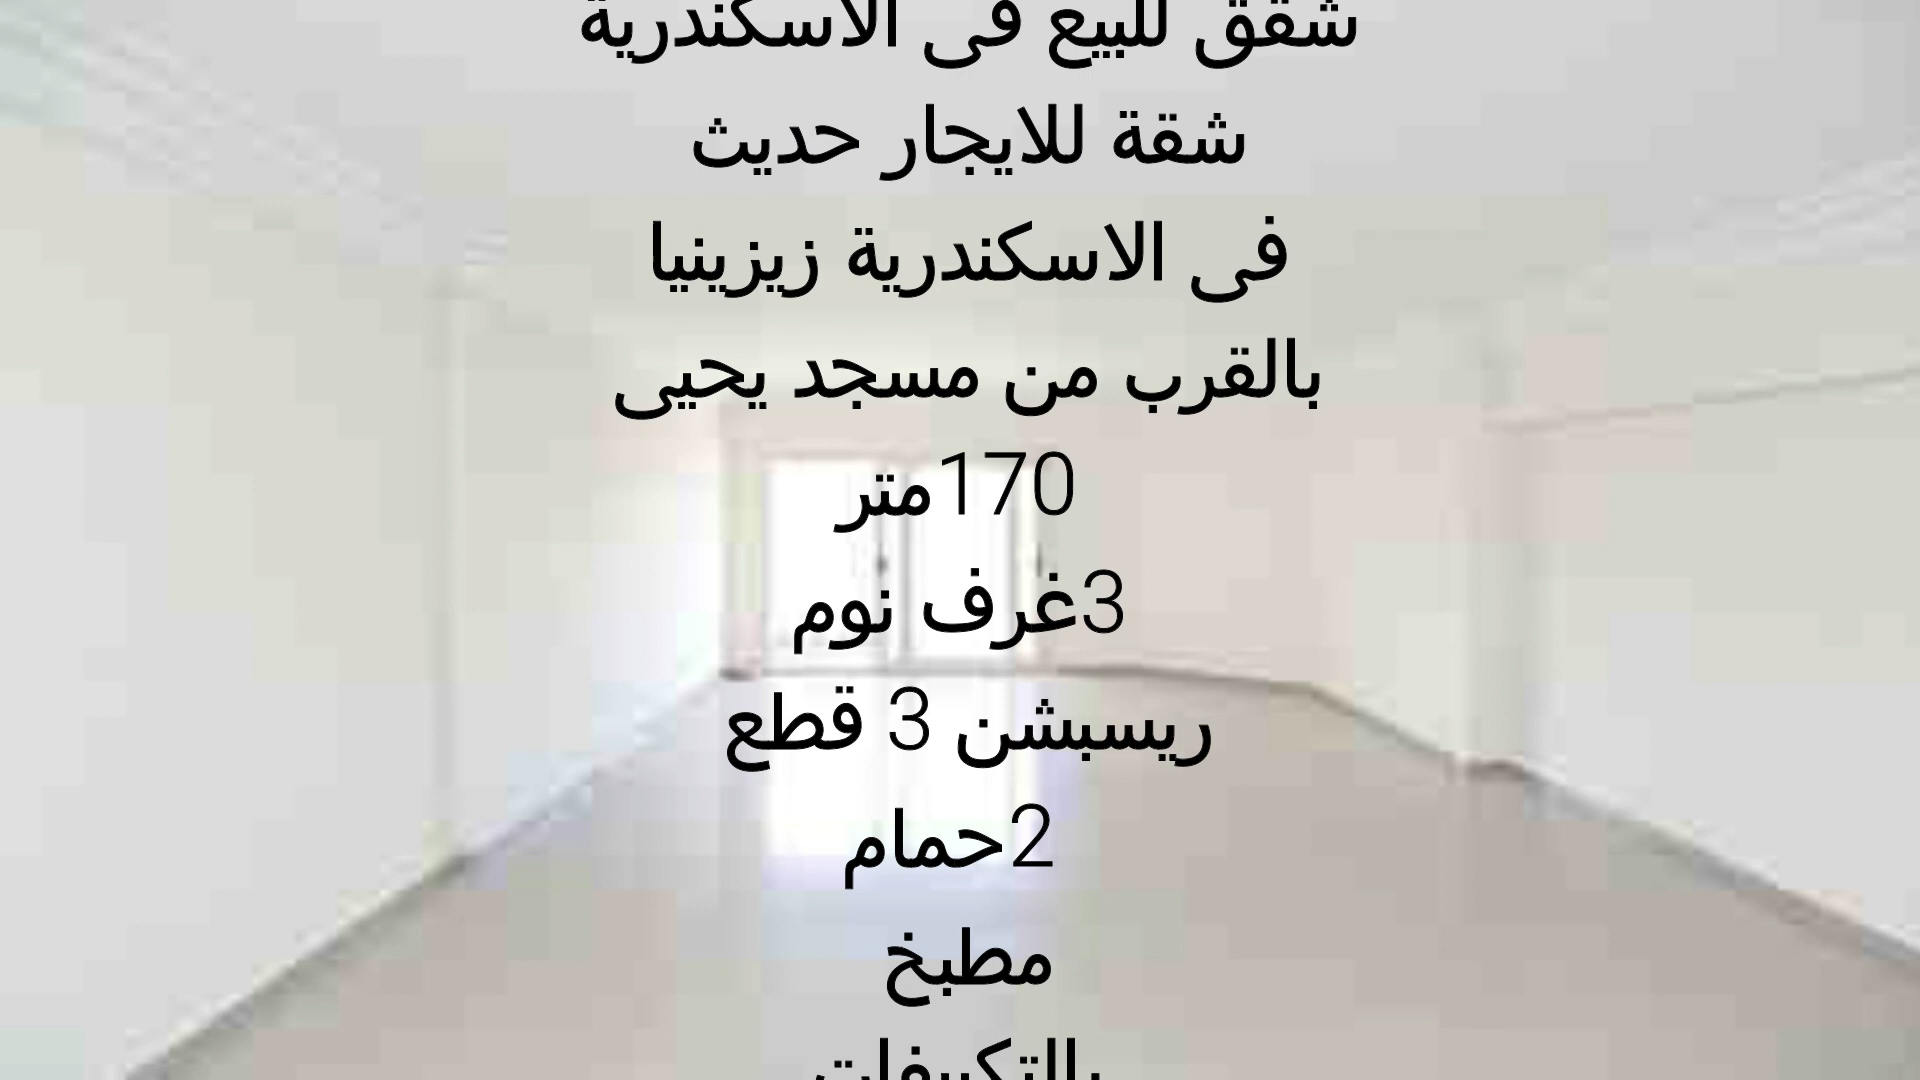 شقق للبيع فى الاسكندرية
شقة للايجار حديث
فى الاسكندرية زيزينيا
بالقرب من مسجد يحيى
170متر
3غرف نوم
ريسبشن 3 قطع
2حمام
مطبخ
بالتكييفات